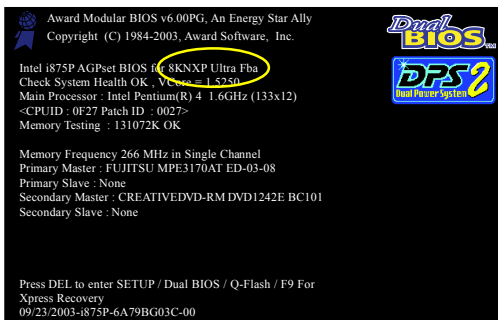 Award Modular BIOS v6.00PG, An Energy Star Ally
Copyright (C) 1984-2003, Award Software, Inc.
Dual
BIOS
TM
Intel i875P AGPset BIOS for 8KNXP Ultra Fba
Check System Health OK , VCore = 1.5250
Main Processor : Intel Pentium(R) 4 1.6GHz (133x12)
<CPUID : 0F27 Patch ID : 0027>
Memory Testing : 131072K OK
DPS2
Dual Power System
Memory Frequency 266 MHz in Single Channel
Primary Master : FUJITSU MPE3170AT ED-03-08
Primary Slave : None
Secondary Master : CREATIVEDVD-RM DVD1242E BC101
Secondary Slave : None
Press DEL to enter SETUP / Dual BIOS / Q-Flash / F9 For
Xpress Recovery
09/23/2003-i875P-6A79BG03C-00